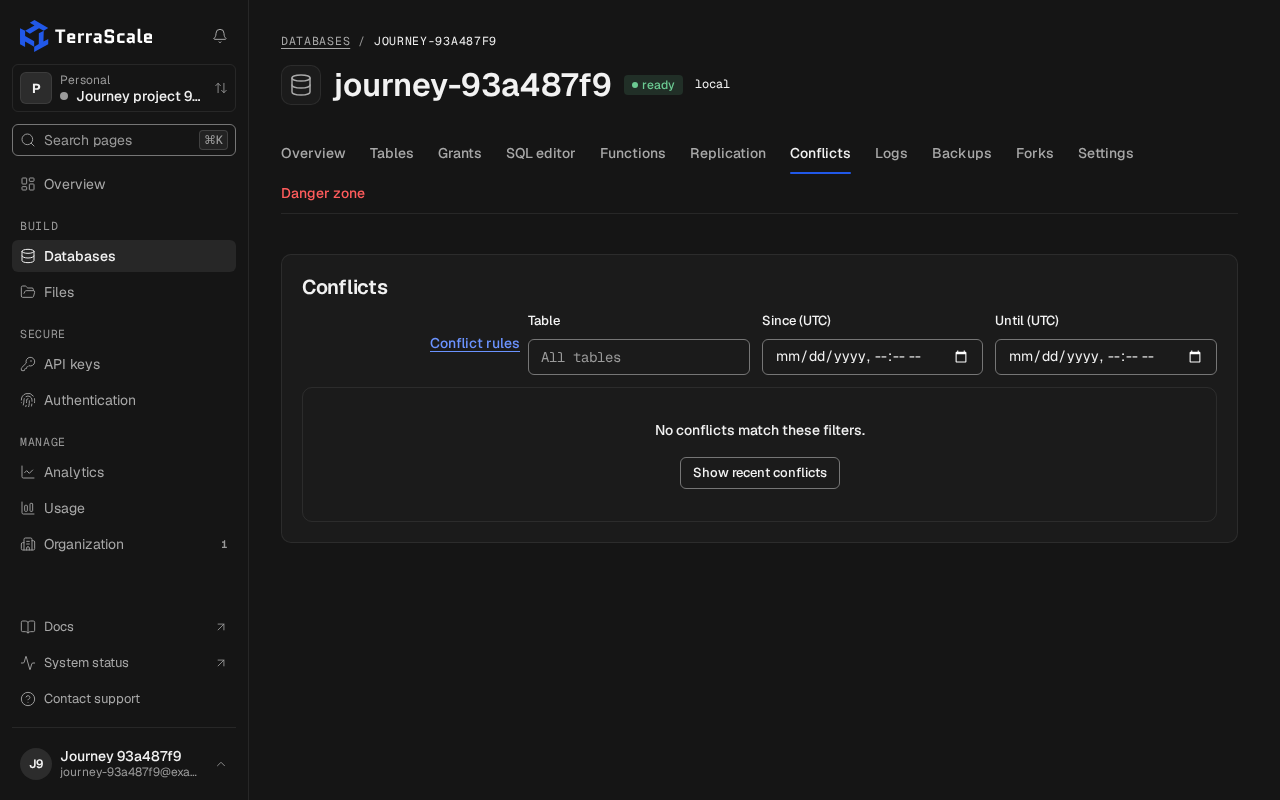 TerraScale
P
Personal
Journey project 9...
Search pages
⌘K
Overview
BUILD
Databases
Files
SECURE
API keys
Authentication
MANAGE
Analytics
Usage
Organization
1
Docs
System status
Contact support
J9
Journey 93a487f9
journey-93a487f9@exa...
DATABASES / JOURNEY-93A487F9
journey-93a487f9
ready
local
Overview
Tables
Grants
SQL editor
Functions
Replication
Conflicts
Logs
Backups
Forks
Settings
Danger zone
Conflicts
Conflict rules
Table
All tables
Since (UTC)
mm/dd/yyyy, --:-- --
Until (UTC)
mm/dd/yyyy, --:-- --
No conflicts match these filters.
Show recent conflicts